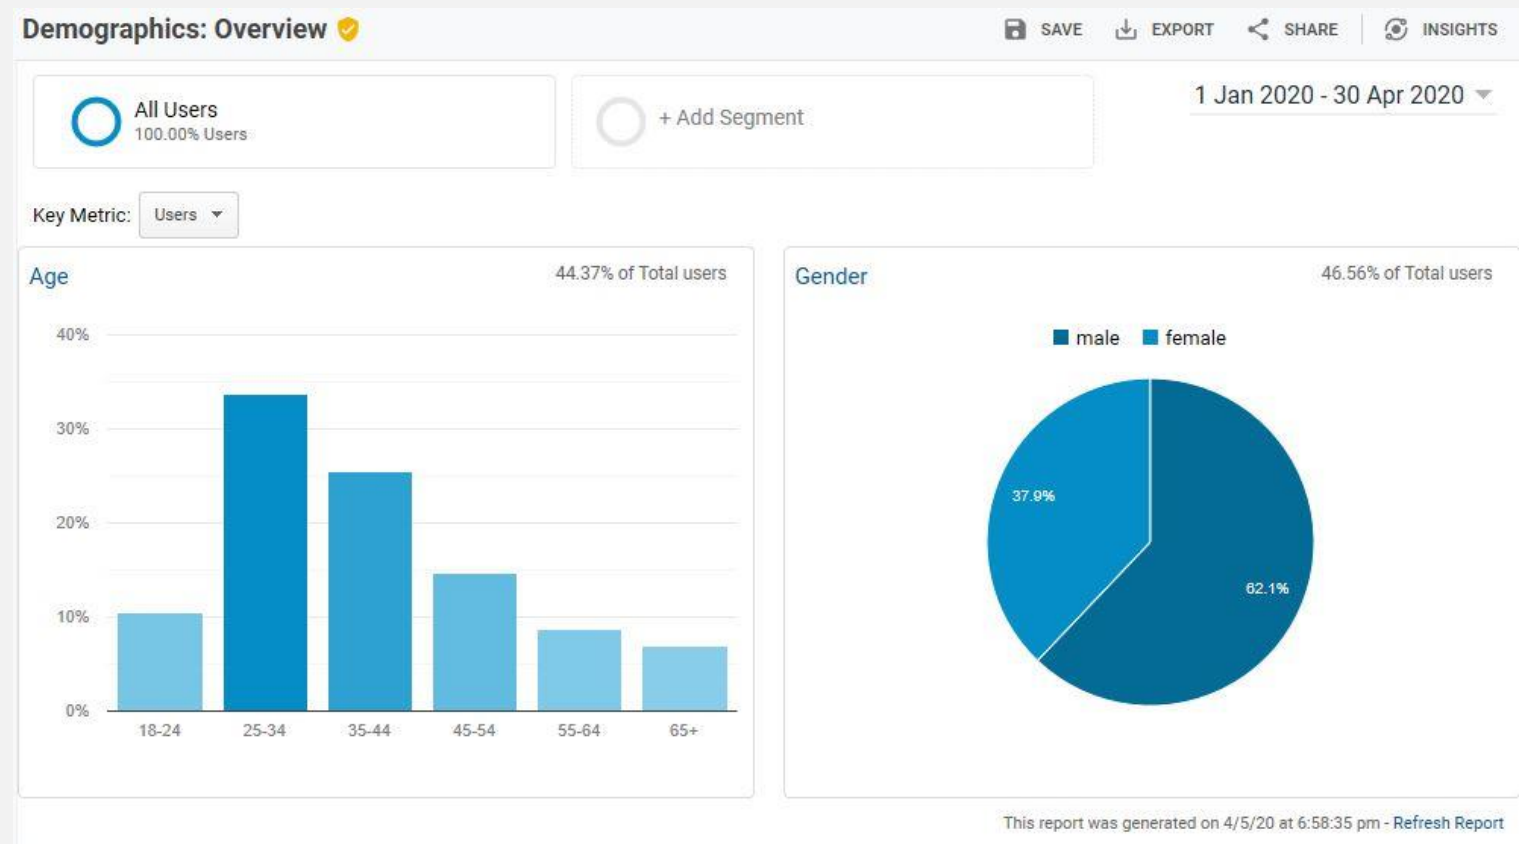 Demographics: Overview
SAVE EXPORT SHARE INSIGHTS
All Users
100.00% Users
+ Add Segment
1 Jan 2020 - 30 Apr 2020
Key Metric: Users
Age
44.37% of Total users
40%
30%
20%
10%
0%
18-24 25-34 35-44 45-54 55-64 65+
Gender
46.56% of Total users
male female
37.9%
62.1%
This report was generated on 4/5/20 at 6:58:35 pm - Refresh Report